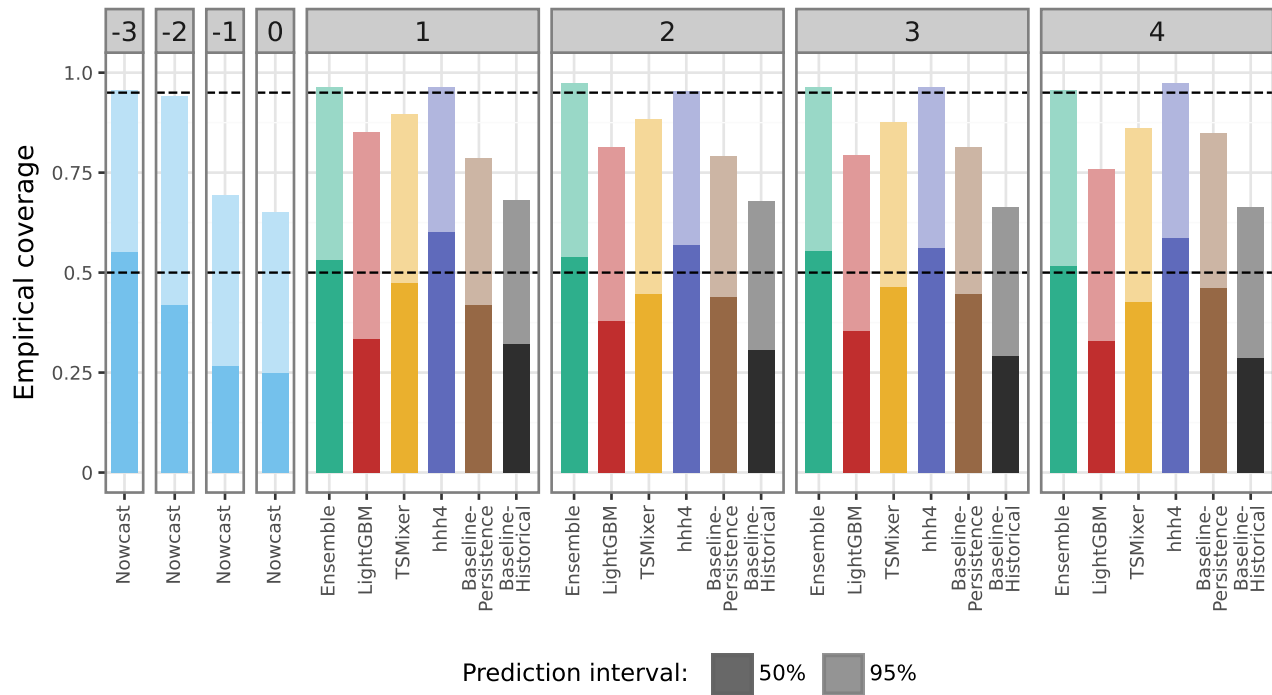 -3 -2 -1 0 1 2 3 4
Empirical coverage
1.0
0.75
0.5
0.25
0
Nowcast
Nowcast
Nowcast
Nowcast
Ensemble
LightGBM
TSMixer
hhh4
Baseline-
Persistence
Baseline-
Historical
Ensemble
LightGBM
TSMixer
hhh4
Baseline-
Persistence
Baseline-
Historical
Ensemble
LightGBM
TSMixer
hhh4
Baseline-
Persistence
Baseline-
Historical
Ensemble
LightGBM
TSMixer
hhh4
Baseline-
Persistence
Baseline-
Historical
Prediction interval: 50% 95%